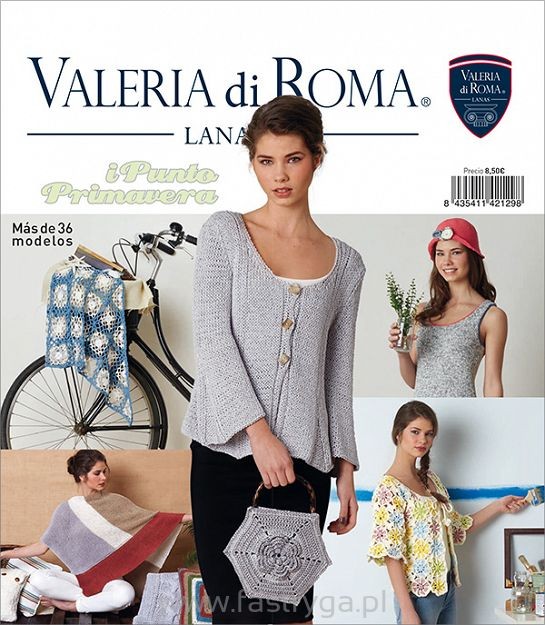 VALERIA di ROMA®
LANAS
iPunto
Primavera
Más de 36
modelos
VALERIA
di ROMA®
LANAS
Precio 8,50€
8 435411 421298
www.fastryga.pl